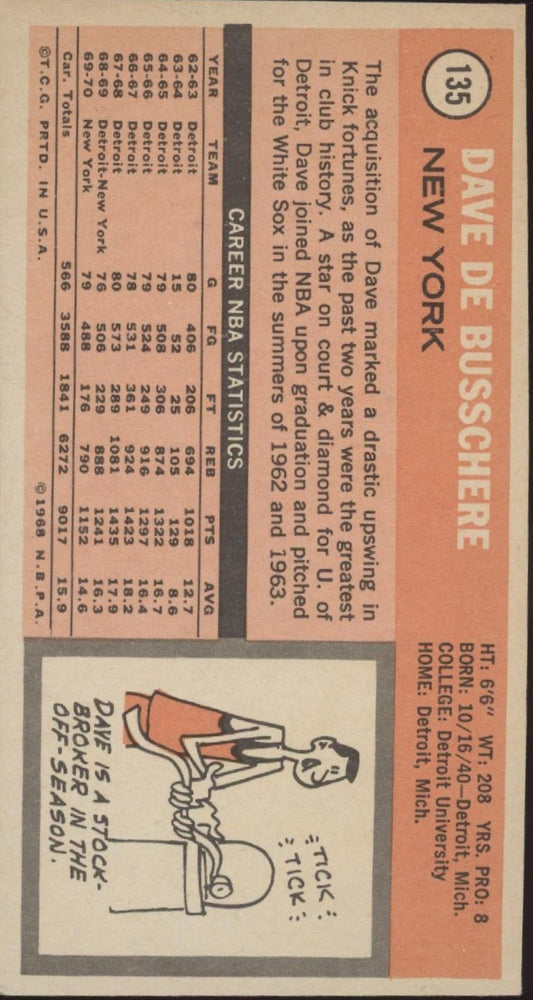 135
DAVE DE BUSSCHERE
NEW YORK
HT: 6'6" WT: 208 YRS. PRO: 8
BORN: 10/16/40—Detroit, Mich.
COLLEGE: Detroit University
HOME: Detroit, Mich.
The acquisition of Dave marked a drastic upswing in
Knick fortunes, as the past two years were the greatest
in club history. A star on court & diamond for U. of
Detroit, Dave joined NBA upon graduation and pitched
for the White Sox in the summers of 1962 and 1963.
CAREER NBA STATISTICS
YEAR TEAM G FG FT REB PTS AVG
62-63 Detroit 80 406 206 694 1018 12.7
63-64 Detroit 15 52 25 105 129 8.6
64-65 Detroit 79 508 306 874 1322 16.7
65-66 Detroit 79 524 249 916 1297 16.4
66-67 Detroit 78 531 361 924 1423 18.2
67-68 Detroit 80 573 289 1081 1435 17.9
68-69 Detroit-New York 76 506 229 888 1241 16.3
69-70 New York 79 488 176 790 1152 14.6
Car. Totals 566 3588 1841 6272 9017 15.9
©T.C.G. PRTD. IN U.S.A. ©1968 N.B.P.A.
TICK
TICK
DAVE IS A STOCK-
BROKER IN THE
OFF-SEASON.